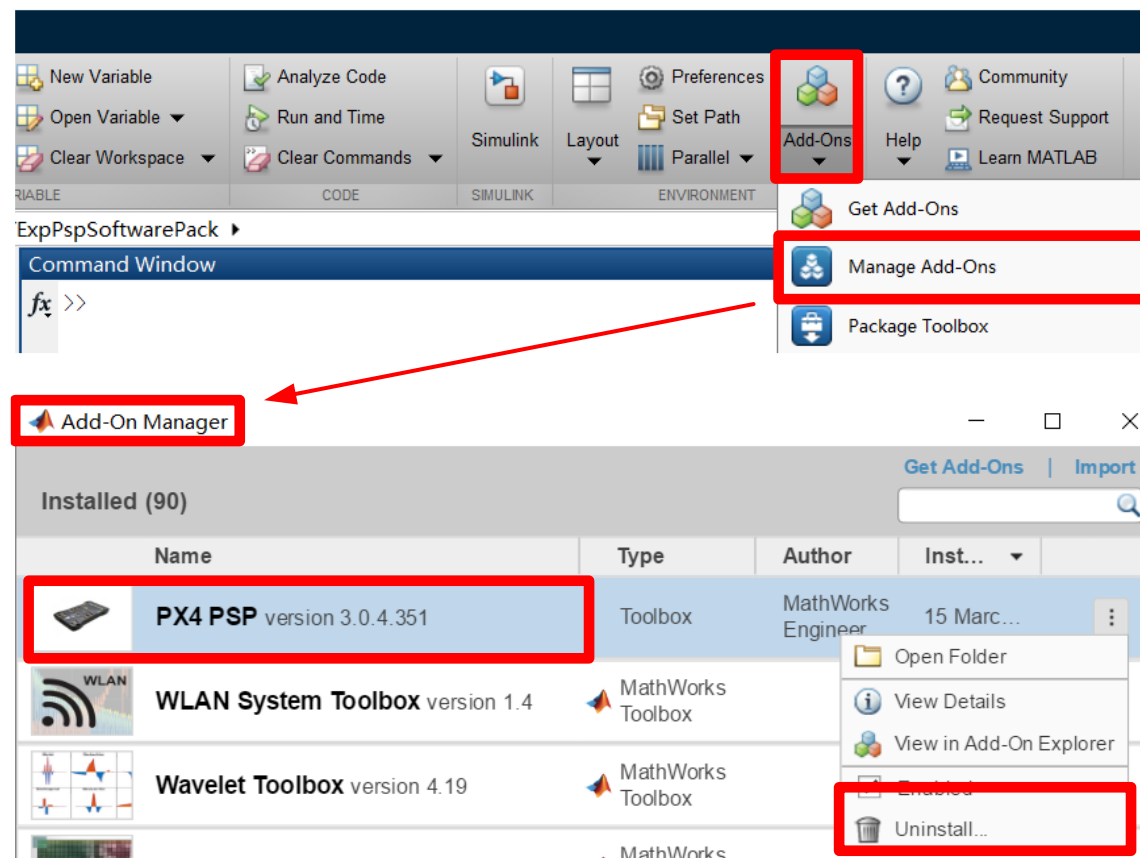 New Variable
Analyze Code
Preferences
Community
Open Variable
Run and Time
Set Path
Request Support
Simulink
Layout
Add-Ons
Help
Clear Workspace
Clear Commands
Parallel
Learn MATLAB
RIABLE
CODE
SIMULINK
ENVIRONMENT
Get Add-Ons
ExpPspSoftwarePack
Command Window
Manage Add-Ons
fx >>
Package Toolbox
Add-On Manager
Get Add-Ons | Import
Installed (90)
Name
Type
Author
Inst...
PX4 PSP version 3.0.4.351
Toolbox
MathWorks
Engineer
15 Marc...
Open Folder
WLAN
WLAN System Toolbox version 1.4
MathWorks
Toolbox
View Details
View in Add-On Explorer
Wavelet Toolbox version 4.19
MathWorks
Toolbox
Enabled
Uninstall...
MathWorks